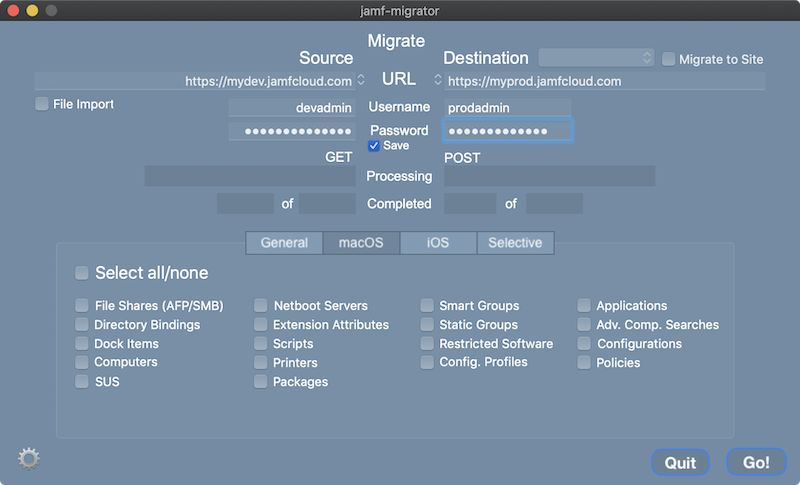 jamf-migrator
Migrate
Source
Destination
Migrate to Site
https://mydev.jamfcloud.com
URL
https://myprod.jamfcloud.com
File Import
devadmin
Username
prodadmin
●●●●●●●●●●●●●●
Password
●●●●●●●●●●●●●
Save
GET
POST
Processing
of
Completed
of
General
macOS
iOS
Selective
Select all/none
File Shares (AFP/SMB)
Netboot Servers
Smart Groups
Applications
Directory Bindings
Extension Attributes
Static Groups
Adv. Comp. Searches
Dock Items
Scripts
Restricted Software
Configurations
Computers
Printers
Config. Profiles
Policies
SUS
Packages
Quit
Go!